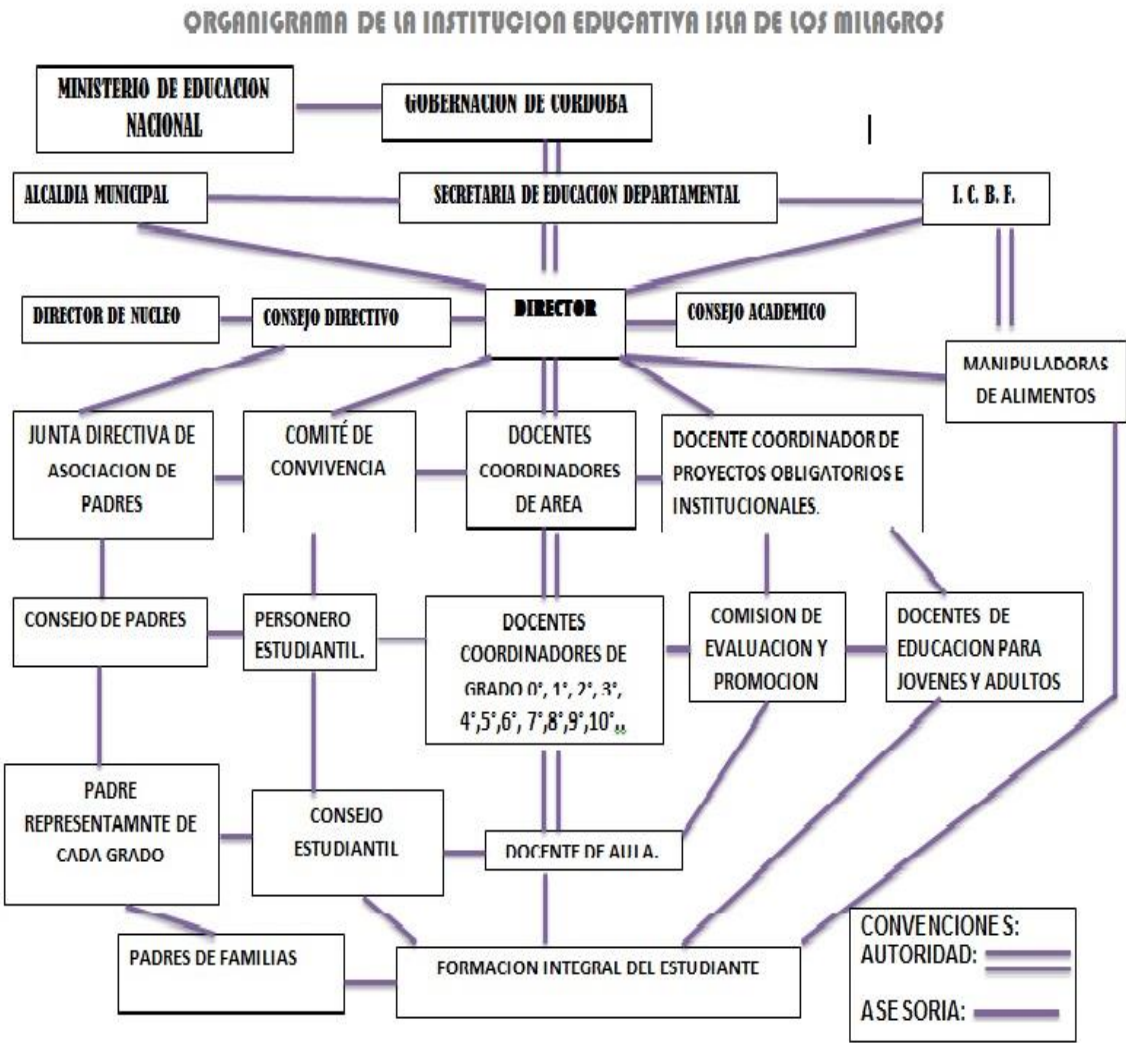 ORGANIGRAMA DE LA INSTITUCION EDUCATIVA ISLA DE LOS MILAGROS
MINISTERIO DE EDUCACION
NACIONAL
GOBERNACION DE CORDOBA
ALCALDIA MUNICIPAL
SECRETARIA DE EDUCACION DEPARTAMENTAL
I. C. B. F.
DIRECTOR DE NUCLEO
CONSEJO DIRECTIVO
DIRECTOR
CONSEJO ACADEMICO
MANIPULADORAS
DE ALIMENTOS
JUNTA DIRECTIVA DE
ASOCIACION DE
PADRES
COMITÉ DE
CONVIVENCIA
DOCENTES
COORDINADORES
DE AREA
DOCENTE COORDINADOR DE
PROYECTOS OBLIGATORIOS E
INSTITUCIONALES.
CONSEJO DE PADRES
PERSONERO
ESTUDIANTIL.
DOCENTES
COORDINADORES DE
GRADO 0°, 1°, 2°, 3°,
4°,5°,6°, 7°,8°,9°,10°..
COMISION DE
EVALUACION Y
PROMOCION
DOCENTES DE
EDUCACION PARA
JOVENES Y ADULTOS
PADRE
REPRESENTAMNTE DE
CADA GRADO
CONSEJO
ESTUDIANTIL
DOCENTE DE AULA.
PADRES DE FAMILIAS
FORMACION INTEGRAL DEL ESTUDIANTE
CONVENCIONES:
AUTORIDAD:
ASESORIA: